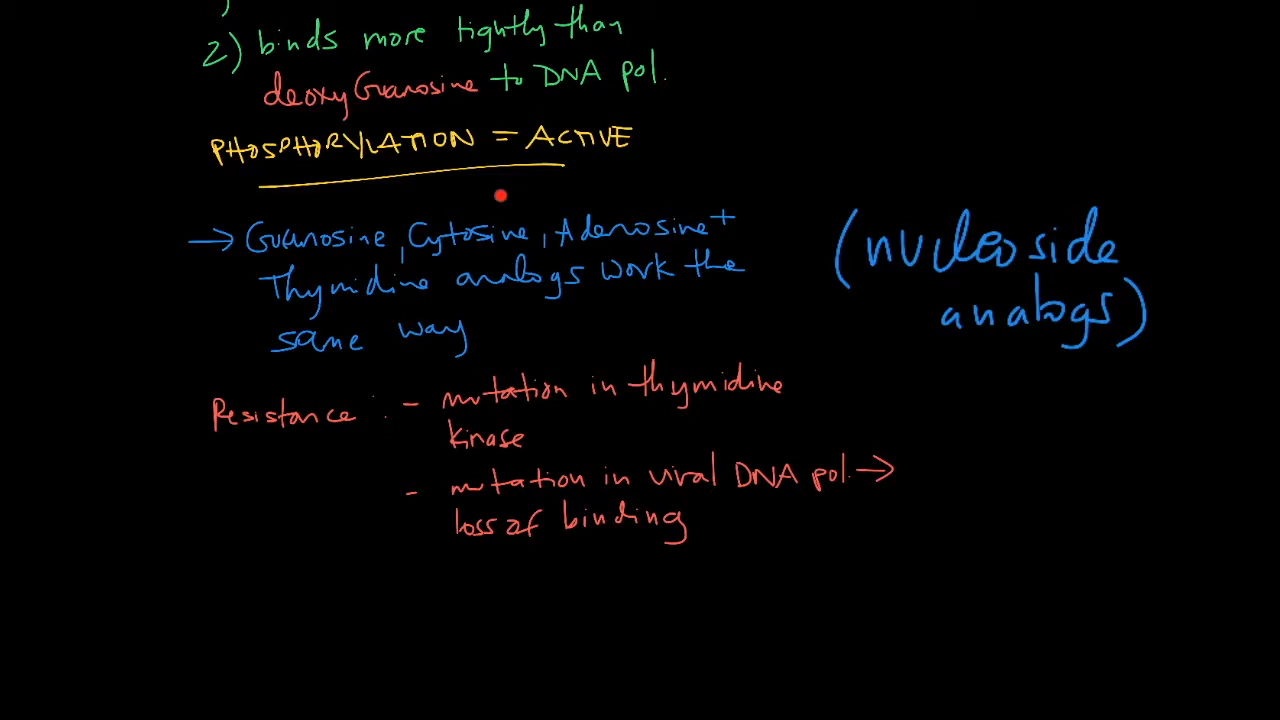 )
2) binds more tightly than
deoxyGuanosine to DNA pol.
PHOSPHORYLATION = ACTIVE
→ Guanosine, Cytosine, Adenosine +
Thymidine analogs work the
same way
(nucleoside
analogs)
Resistance: - mutation in thymidine
kinase
- mutation in viral DNA pol. →
loss of binding